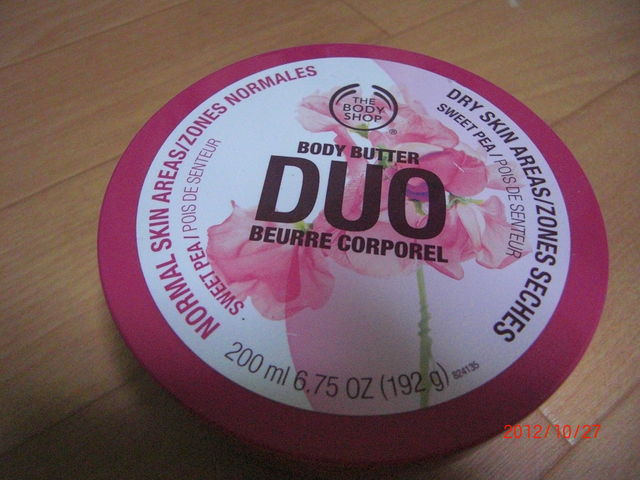 THE
BODY
SHOP
®
BODY BUTTER
DUO
BEURRE CORPOREL
NORMAL SKIN AREAS/ZONES NORMALES
SWEET PEA / POIS DE SENTEUR
DRY SKIN AREAS/ZONES SECHES
SWEET PEA / POIS DE SENTEUR
200 ml 6.75 OZ (192 g) 824135
2012/10/27